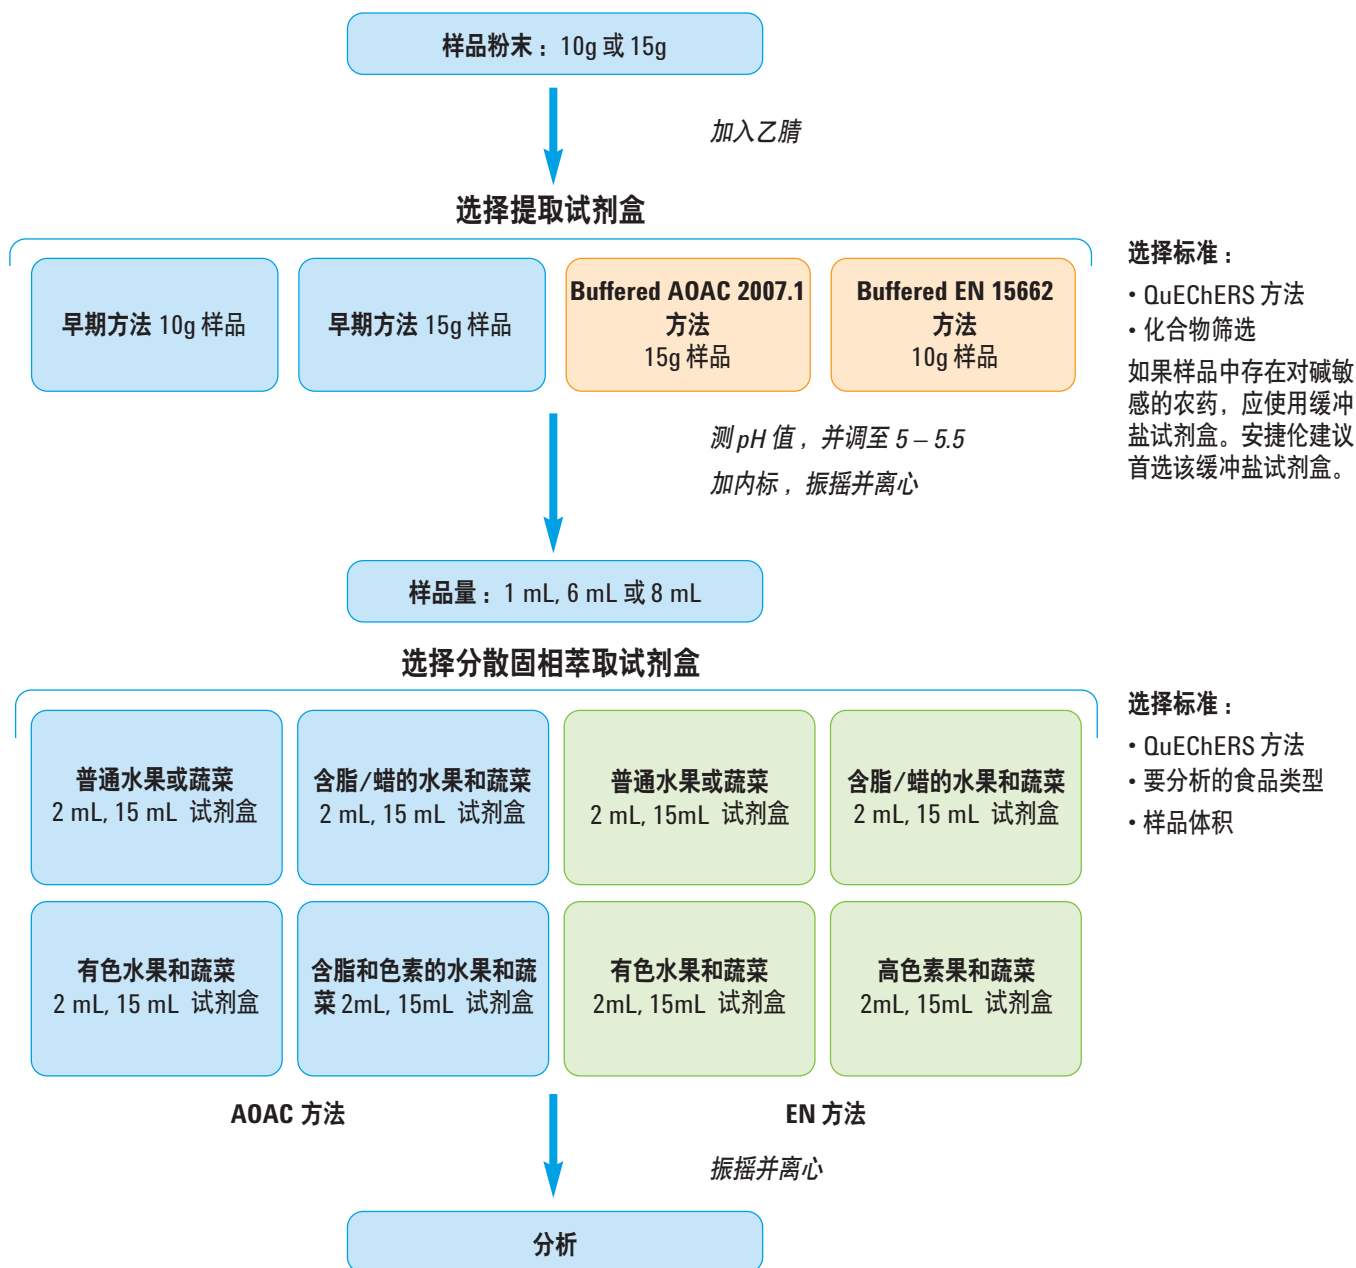 样品粉末：10g 或 15g
加入乙腈
选择提取试剂盒
早期方法 10g 样品
早期方法 15g 样品
Buffered AOAC 2007.1
方法
15g 样品
Buffered EN 15662
方法
10g 样品
选择标准：
• QuEChERS 方法
• 化合物筛选
如果样品中存在对碱敏
感的农药，应使用缓冲
盐试剂盒。安捷伦建议
首选该缓冲盐试剂盒。
测 pH 值，并调至 5 – 5.5
加内标，振摇并离心
样品量：1 mL, 6 mL 或 8 mL
选择分散固相萃取试剂盒
普通水果或蔬菜
2 mL, 15 mL 试剂盒
含脂/蜡的水果和蔬菜
2 mL, 15 mL 试剂盒
普通水果或蔬菜
2 mL, 15mL 试剂盒
含脂/蜡的水果和蔬菜
2 mL, 15 mL 试剂盒
选择标准：
• QuEChERS 方法
• 要分析的食品类型
• 样品体积
有色水果和蔬菜
2 mL, 15 mL 试剂盒
含脂和色素的水果和蔬
菜 2mL, 15mL 试剂盒
有色水果和蔬菜
2mL, 15mL 试剂盒
高色素果和蔬菜
2mL, 15mL 试剂盒
AOAC 方法
EN 方法
振摇并离心
分析